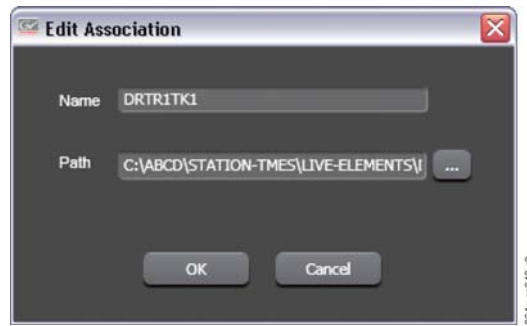 Edit Association
Name DRTR1TK1
Path C:\ABCD\STATION-TMES\LIVE-ELEMENTS\ ...
OK Cancel